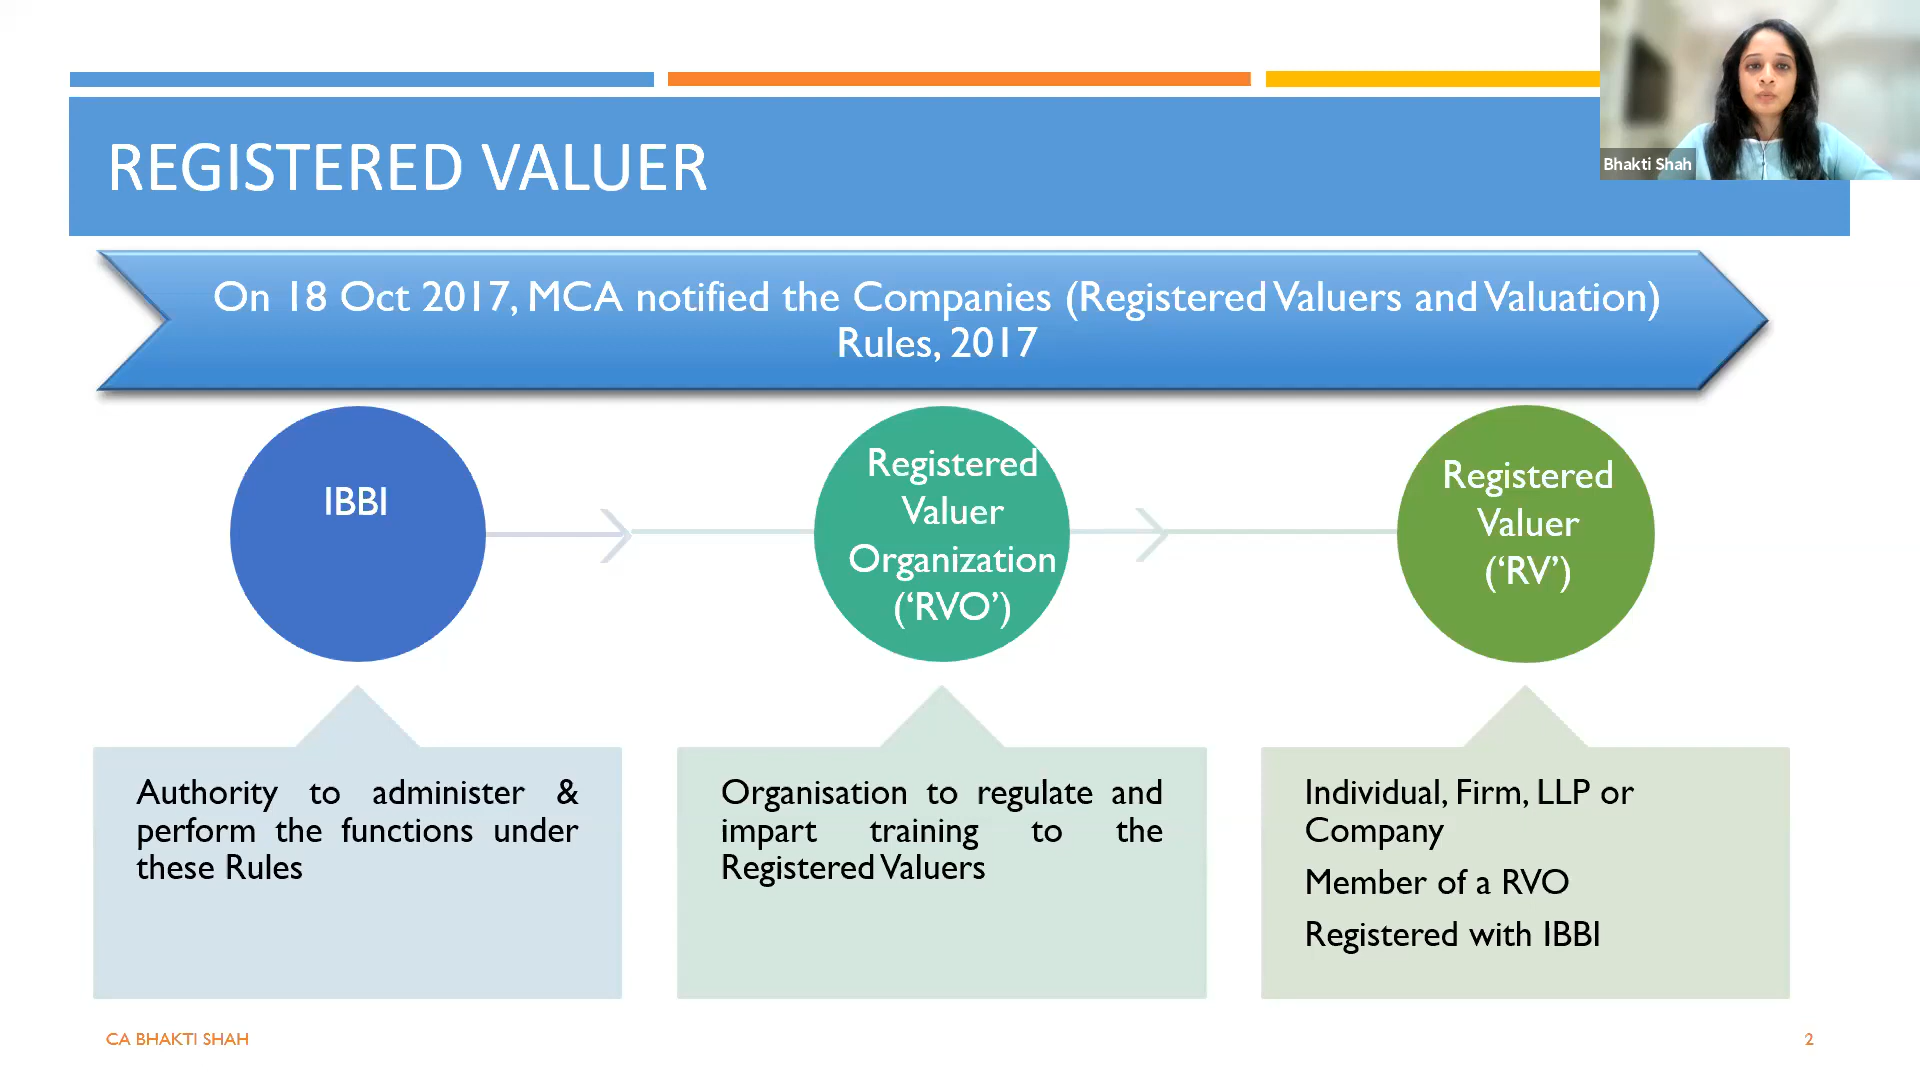 Bhakti Shah
REGISTERED VALUER
On 18 Oct 2017, MCA notified the Companies (Registered Valuers and Valuation)
Rules, 2017
IBBI
Registered
Valuer
Organization
(‘RVO’)
Registered
Valuer
(‘RV’)
Authority to administer &
perform the functions under
these Rules
Organisation to regulate and
impart training to the
Registered Valuers
Individual, Firm, LLP or
Company
Member of a RVO
Registered with IBBI
CA BHAKTI SHAH
2